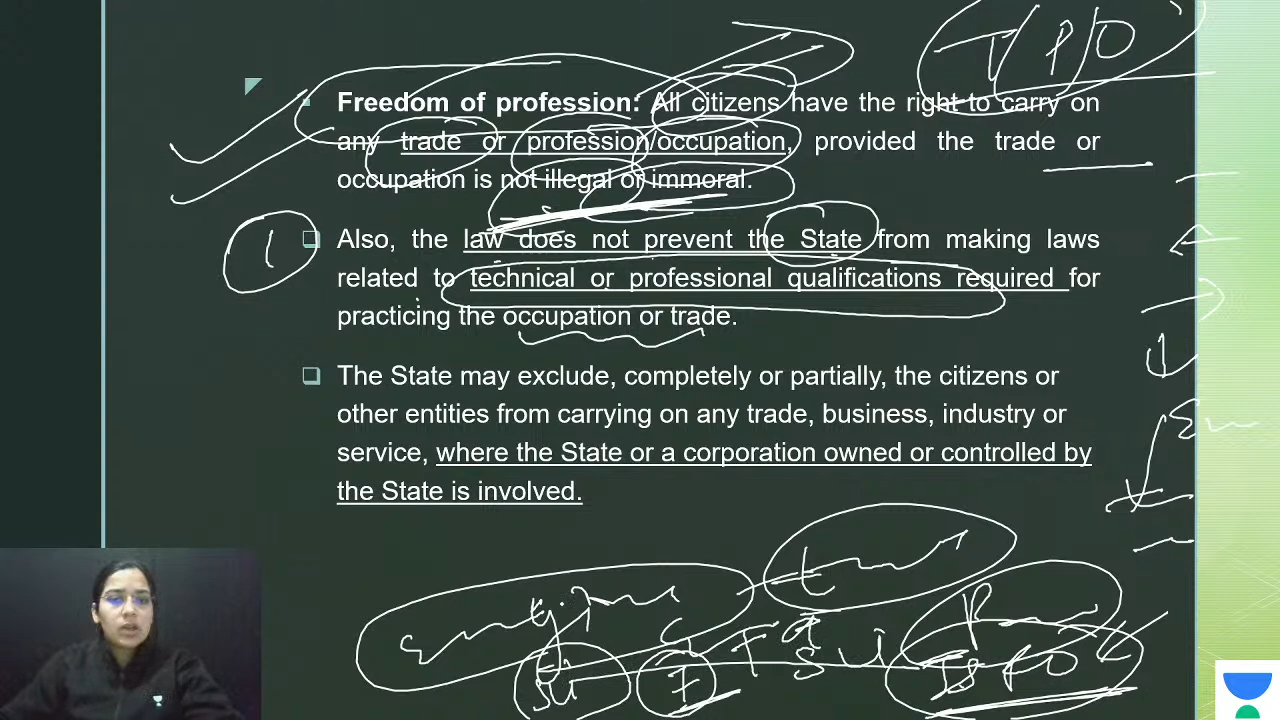 T/P/O
Freedom of profession: All citizens have the right to carry on
any trade or profession/occupation, provided the trade or
occupation is not illegal or immoral.
1
Also, the law does not prevent the State from making laws
related to technical or professional qualifications required for
practicing the occupation or trade.
The State may exclude, completely or partially, the citizens or
other entities from carrying on any trade, business, industry or
service, where the State or a corporation owned or controlled by
the State is involved.